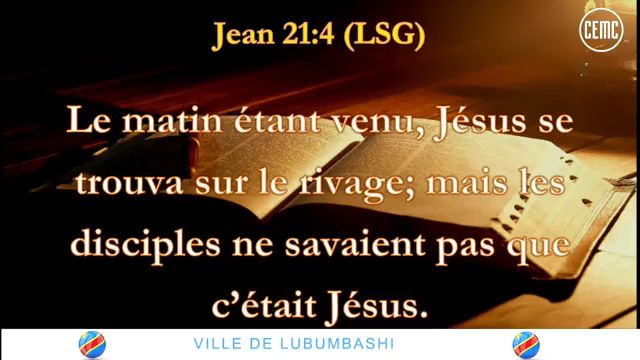 Jean 21:4 (LSG)
CEMC
Le matin étant venu, Jésus se
trouva sur le rivage; mais les
disciples ne savaient pas que
c’était Jésus.
VILLE DE LUBUMBASHI